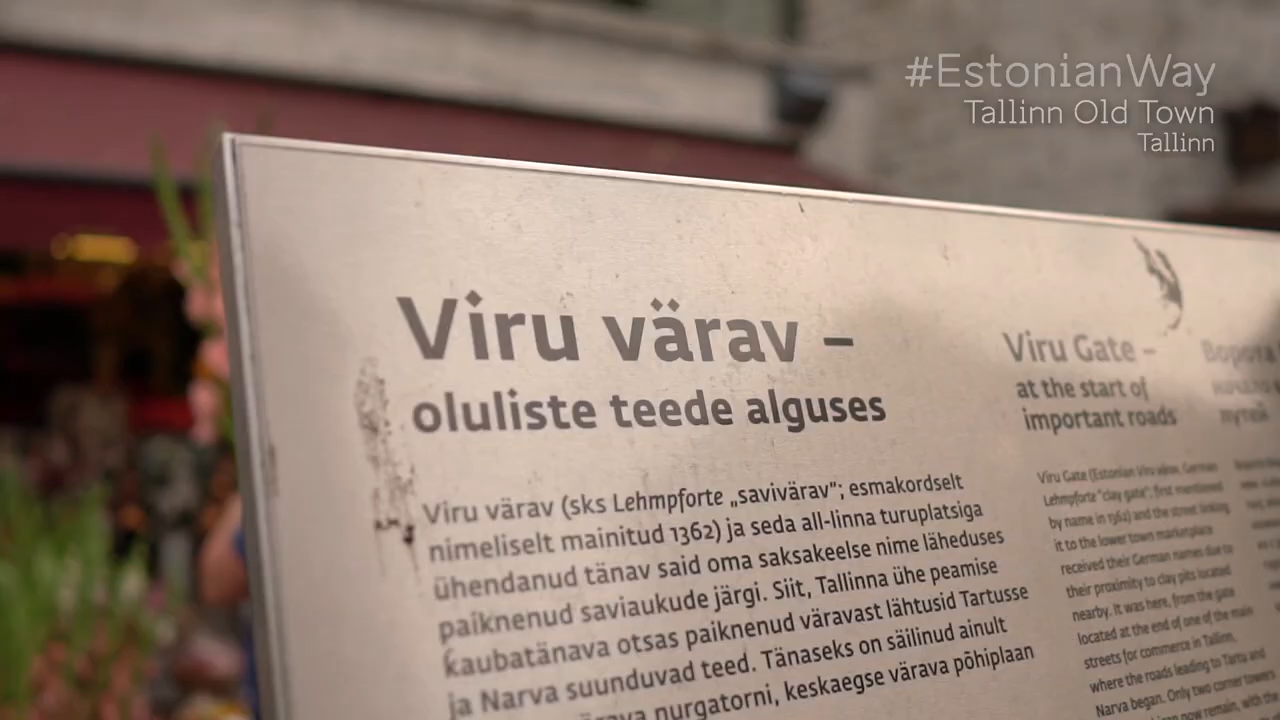 #EstonianWay
Tallinn Old Town
Tallinn
Viru värav –
oluliste teede alguses
Viru värav (sks Lehmpforte „savivärav”; esmakordselt
nimeliselt mainitud 1362) ja seda all-linna turuplatsiga
ühendanud tänav said oma saksakeelse nime läheduses
paiknenud saviaukude järgi. Siit, Tallinna ühe peamise
kaubatänava otsas paiknenud väravast lähtusid Tartusse
ja Narva suunduvad teed. Tänaseks on säilinud ainult
nurgatorni, keskaegse värava põhiplaan
Viru Gate –
at the start of
important roads
Viru Gate (Estonian Viru värav, German
Lehmpforte "clay gate", first mentioned
by name in 1362) and the street linking
it to the lower town marketplace
received their German names due to
their proximity to clay pits located
nearby. It was here, from the gate
located at the end of one of the main
streets for commerce in Tallinn,
where the roads leading to Tartu and
Narva began. Only two corner towers
now remain, with the
Ворота